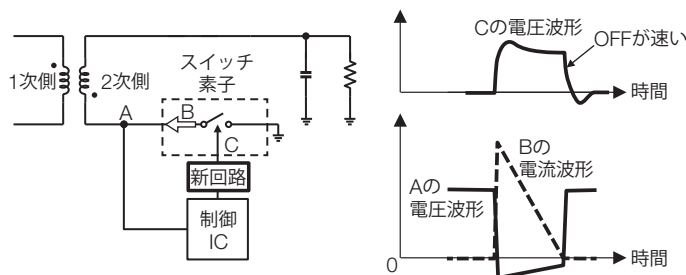 1次側
2次側
スイッチ
素子
A
B
C
新回路
制御
IC
Cの電圧波形
OFFが速い
時間
Aの
電圧波形
Bの
電流波形
0
時間